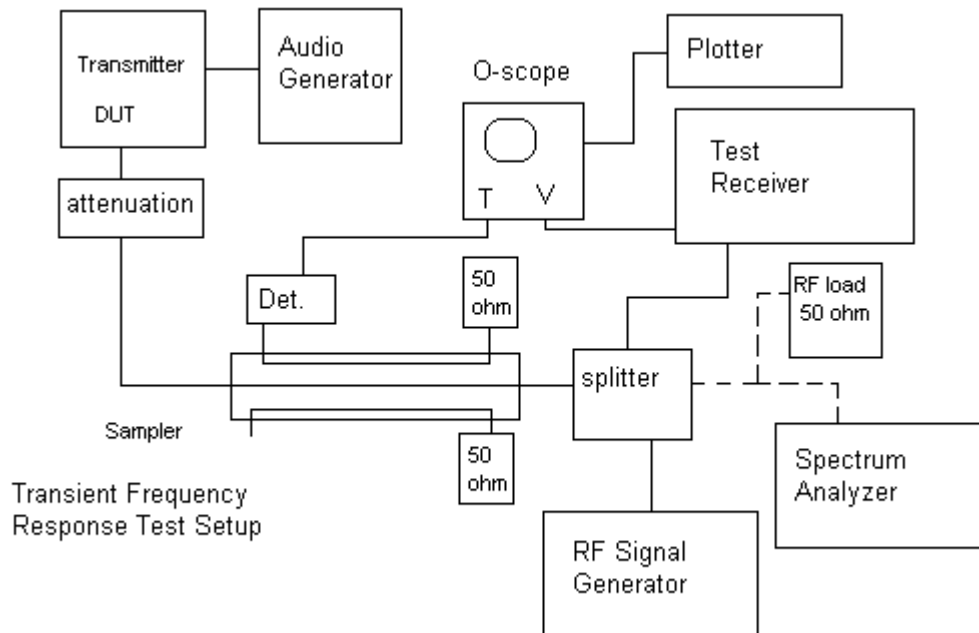 Transmitter
DUT
Audio
Generator
O-scope
T V
Plotter
Test
Receiver
attenuation
Det.
50
ohm
RF load
50 ohm
splitter
Sampler
50
ohm
Transient Frequency
Response Test Setup
Spectrum
Analyzer
RF Signal
Generator